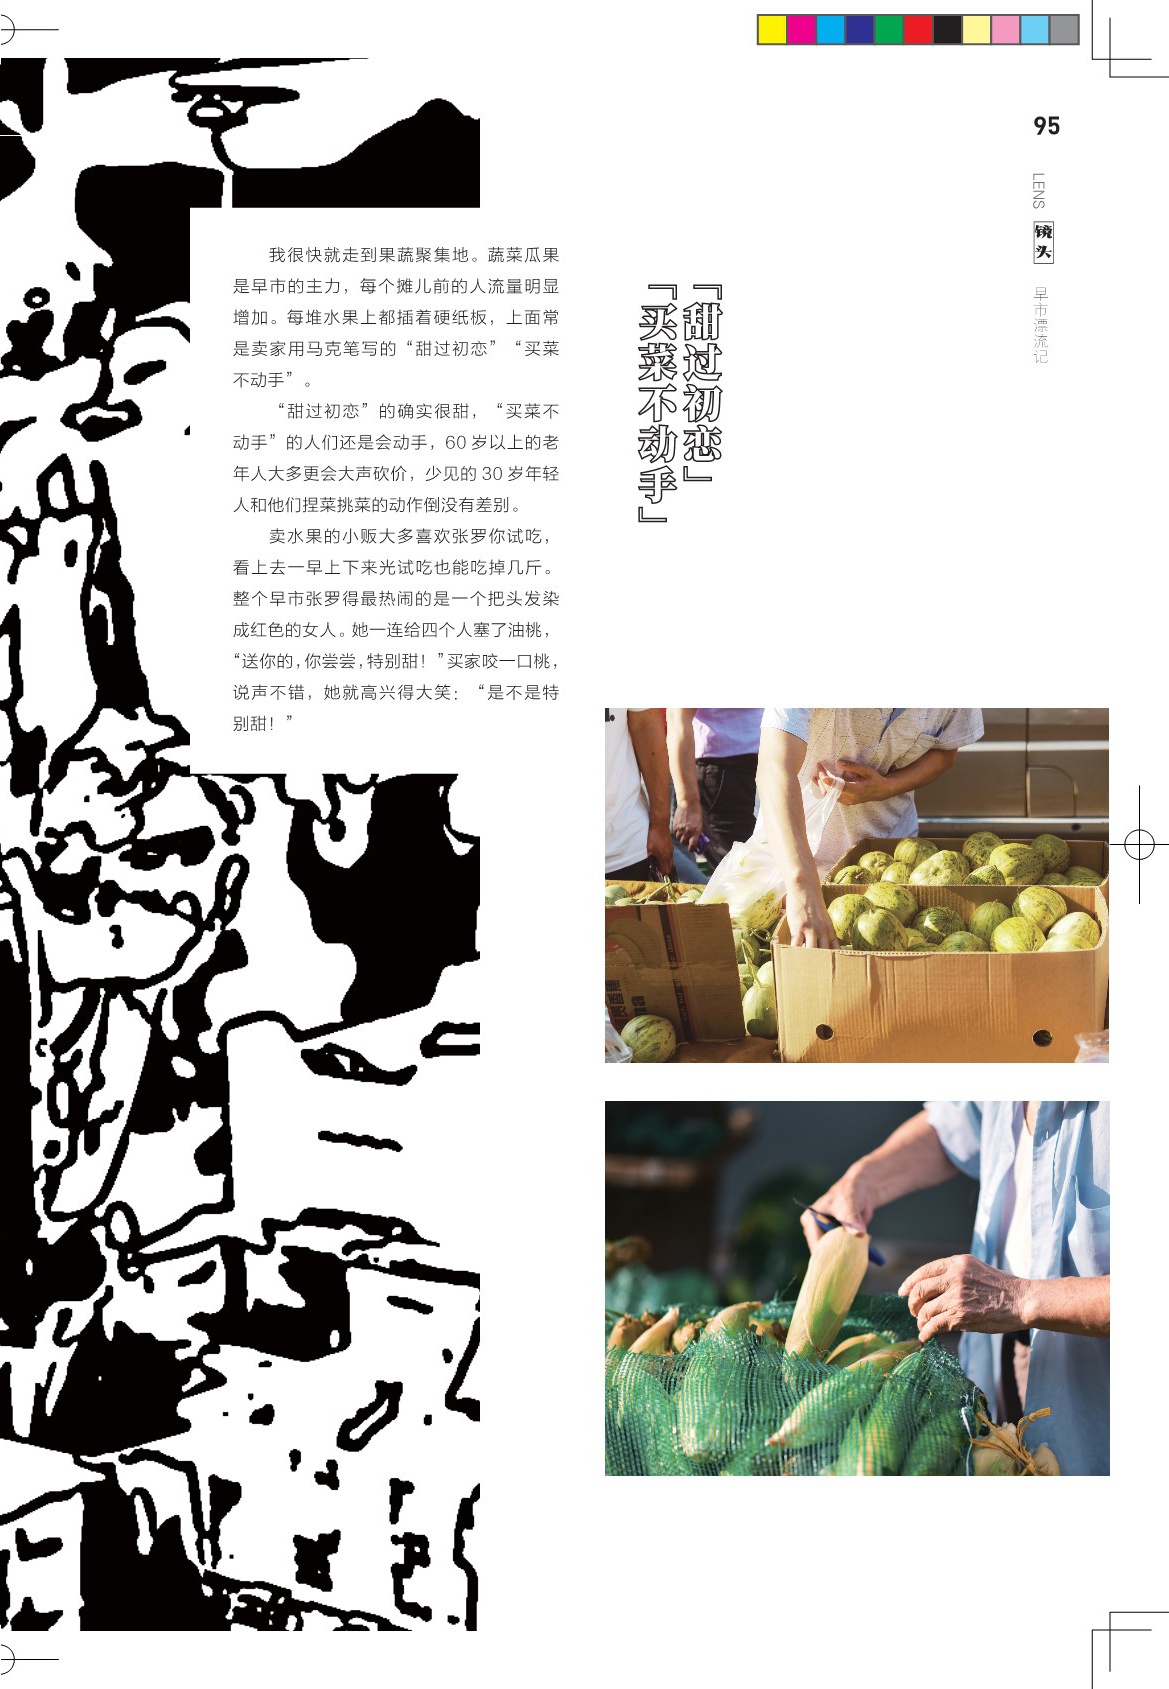 95
LENS
镜头
早市漂流记
「甜过初恋」
「买菜不动手」
我很快就走到果蔬聚集地。蔬菜瓜果
是早市的主力，每个摊儿前的人流量明显
增加。每堆水果上都插着硬纸板，上面常
是卖家用马克笔写的“甜过初恋”“买菜
不动手”。
“甜过初恋”的确实很甜，“买菜不
动手”的人们还是会动手，60 岁以上的老
年人大多更会大声砍价，少见的 30 岁年轻
人和他们捏菜挑菜的动作倒没有差别。
卖水果的小贩大多喜欢张罗你试吃，
看上去一早上下来光试吃也能吃掉几斤。
整个早市张罗得最热闹的是一个把头发染
成红色的女人。她一连给四个人塞了油桃，
“送你的，你尝尝，特别甜！”买家咬一口桃，
说声不错，她就高兴得大笑：“是不是特
别甜！”